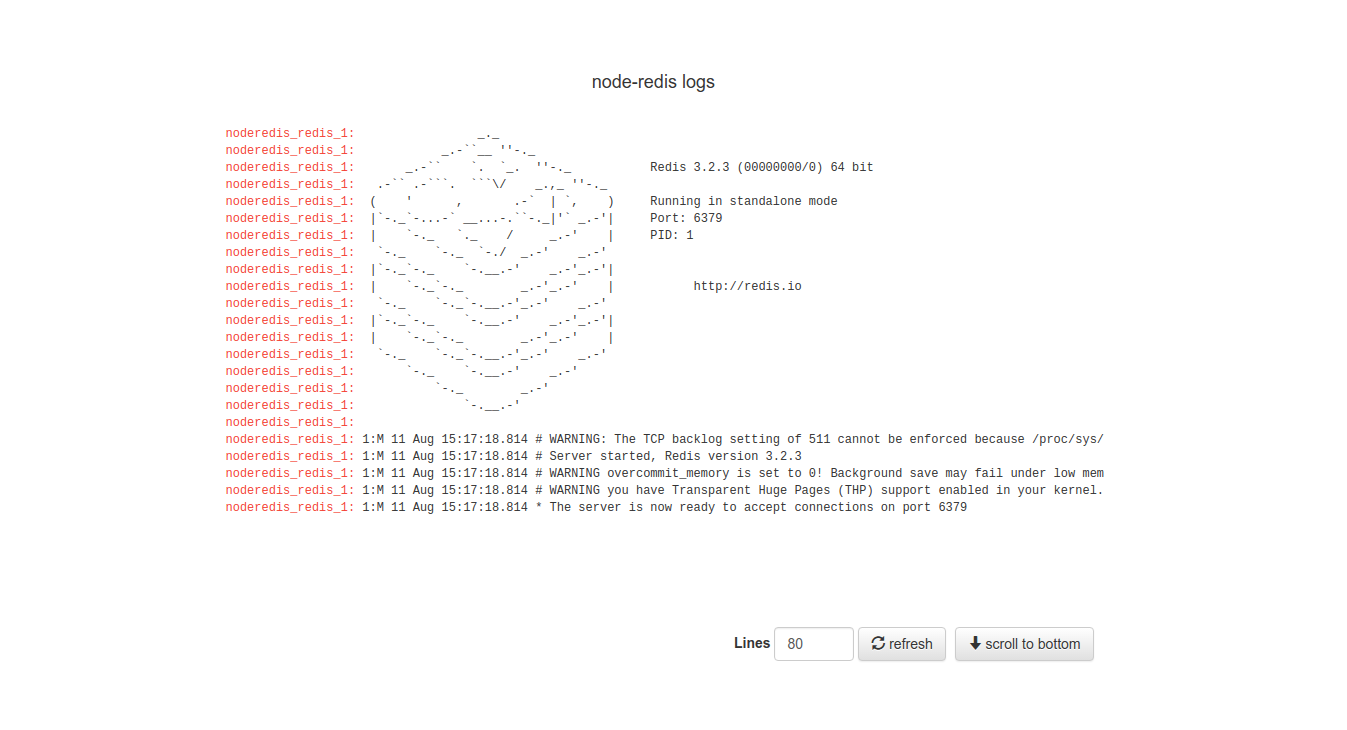 node-redis logs
noderedis_redis_1:                 _._
noderedis_redis_1:            _.-``__ ''-._
noderedis_redis_1:       _.-``    `.  `_.  ''-._           Redis 3.2.3 (00000000/0) 64 bit
noderedis_redis_1:   .-`` .-```.  ```\/    _.,_ ''-._
noderedis_redis_1:  (    '      ,       .-`  | `,    )     Running in standalone mode
noderedis_redis_1:  |`-._`-...-` __...-.``-._|'` _.-'|     Port: 6379
noderedis_redis_1:  |    `-._   `._    /     _.-'    |     PID: 1
noderedis_redis_1:   `-._    `-._  `-./  _.-'    _.-'
noderedis_redis_1:  |`-._`-._    `-.__.-'    _.-'_.-'|
noderedis_redis_1:  |    `-._`-._        _.-'_.-'    |           http://redis.io
noderedis_redis_1:   `-._    `-._`-.__.-'_.-'    _.-'
noderedis_redis_1:  |`-._`-._    `-.__.-'    _.-'_.-'|
noderedis_redis_1:  |    `-._`-._        _.-'_.-'    |
noderedis_redis_1:   `-._    `-._`-.__.-'_.-'    _.-'
noderedis_redis_1:       `-._    `-.__.-'    _.-'
noderedis_redis_1:           `-._        _.-'
noderedis_redis_1:               `-.__.-'
noderedis_redis_1:
noderedis_redis_1: 1:M 11 Aug 15:17:18.814 # WARNING: The TCP backlog setting of 511 cannot be enforced because /proc/sys/
noderedis_redis_1: 1:M 11 Aug 15:17:18.814 # Server started, Redis version 3.2.3
noderedis_redis_1: 1:M 11 Aug 15:17:18.814 # WARNING overcommit_memory is set to 0! Background save may fail under low mem
noderedis_redis_1: 1:M 11 Aug 15:17:18.814 # WARNING you have Transparent Huge Pages (THP) support enabled in your kernel.
noderedis_redis_1: 1:M 11 Aug 15:17:18.814 * The server is now ready to accept connections on port 6379
Lines 80 refresh scroll to bottom